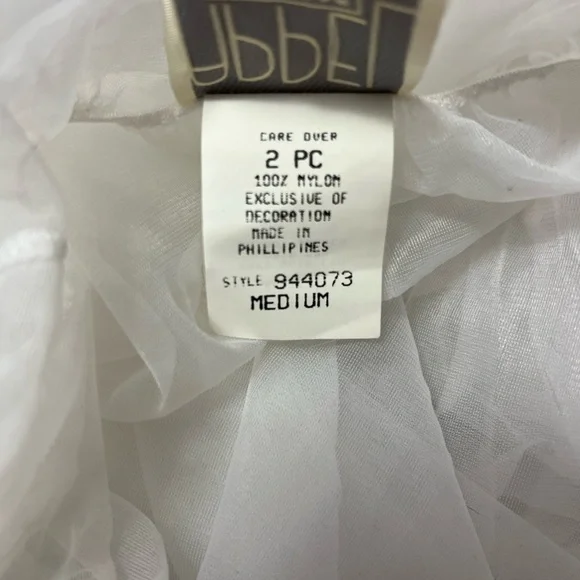 CARE OVER
2 PC
100% NYLON
EXCLUSIVE OF
DECORATION
MADE IN
PHILLIPINES
STYLE 944073
MEDIUM